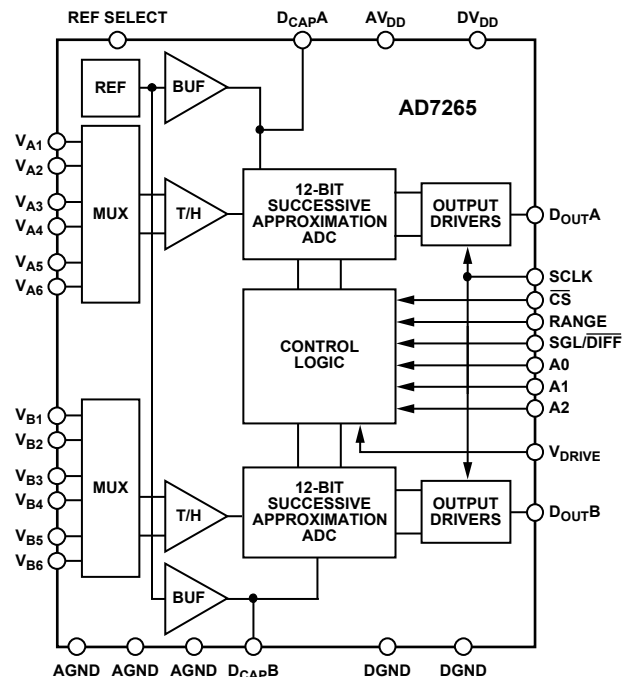 REF SELECT
DCAPA
AVDD
DVDD
REF
BUF
AD7265
VA1
VA2
VA3
VA4
VA5
VA6
MUX
T/H
12-BIT
SUCCESSIVE
APPROXIMATION
ADC
OUTPUT
DRIVERS
DOUTA
SCLK
CS
RANGE
SGL/DIFF
A0
A1
A2
VDRIVE
CONTROL
LOGIC
VB1
VB2
VB3
VB4
VB5
VB6
MUX
T/H
12-BIT
SUCCESSIVE
APPROXIMATION
ADC
OUTPUT
DRIVERS
DOUTB
BUF
AGND
AGND
AGND
DCAPB
DGND
DGND